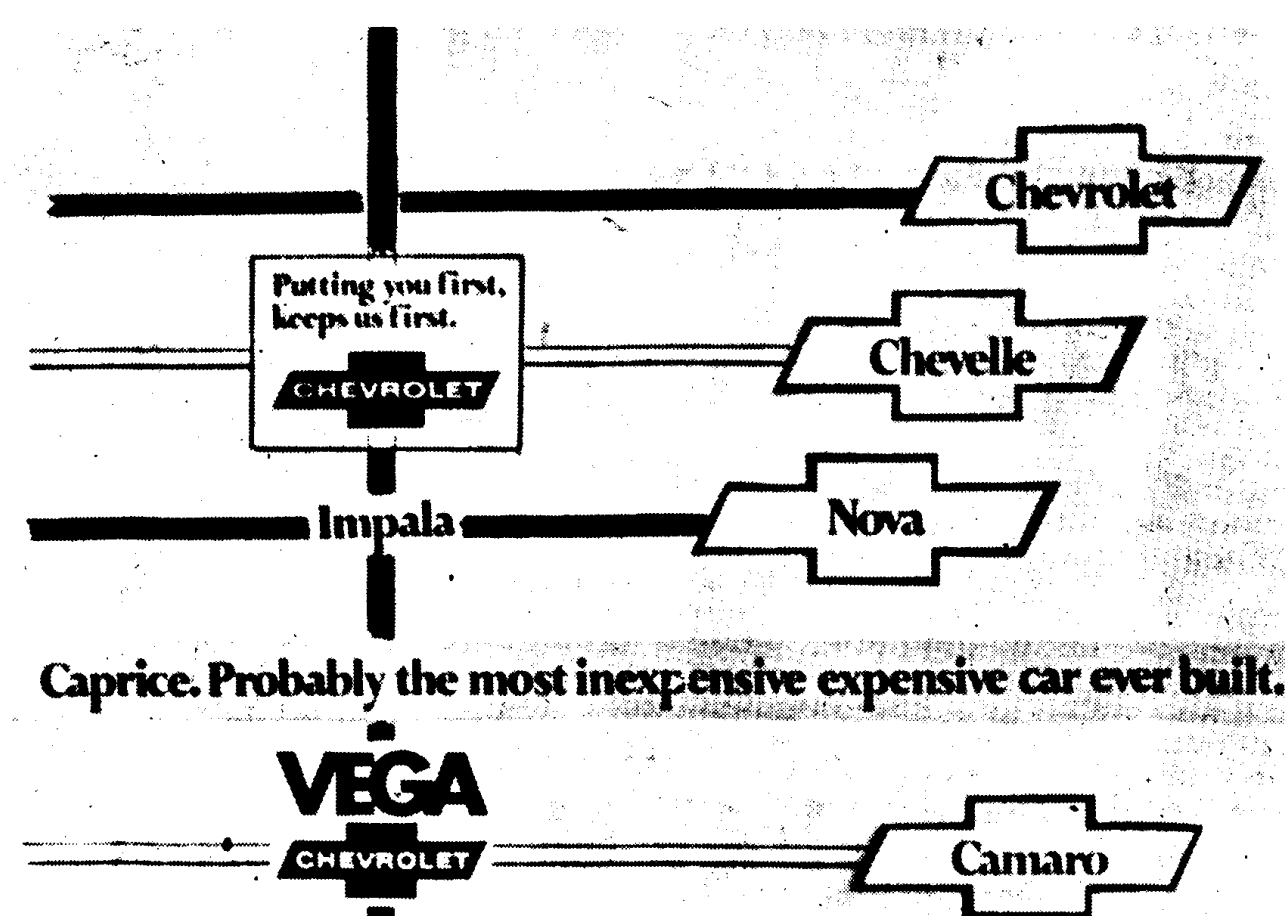 Chevrolet
Putting you first,
keeps us first.
CHEVROLET
Chevelle
Impala
Nova
Caprice. Probably the most inexpensive expensive car ever built.
VEGA
CHEVROLET
Camaro